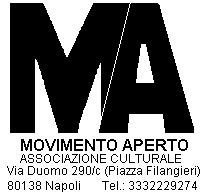 MA
MOVIMENTO APERTO
ASSOCIAZIONE CULTURALE
Via Duomo 290/c (Piazza Filangieri)
80138 Napoli Tel.: 3332229274